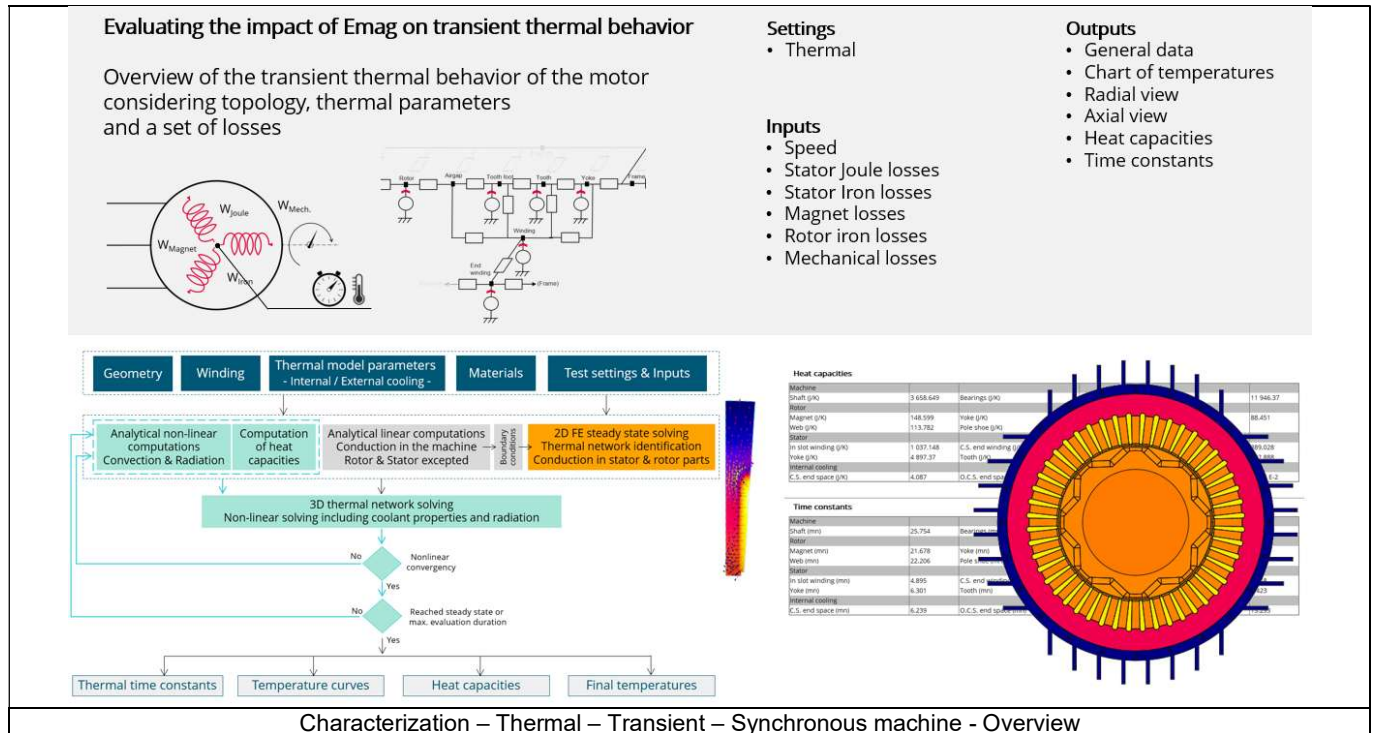 Evaluating the impact of Emag on transient thermal behavior
Overview of the transient thermal behavior of the motor
considering topology, thermal parameters
and a set of losses
Settings
• Thermal
Inputs
• Speed
• Stator Joule losses
• Stator Iron losses
• Magnet losses
• Rotor iron losses
• Mechanical losses
Outputs
• General data
• Chart of temperatures
• Radial view
• Axial view
• Heat capacities
• Time constants
WJoule
WMech.
WMagnet
WIron
Rotor
Airgap
Tooth foot
Tooth
Yoke
Frame
Winding
End
winding
(Frame)
Geometry
Winding
Thermal model parameters
- Internal / External cooling -
Materials
Test settings & Inputs
Analytical non-linear
computations
Convection & Radiation
Computation
of heat
capacities
Analytical linear computations
Conduction in the machine
Rotor & Stator excepted
Boundary
conditions
2D FE steady state solving
Thermal network identification
Conduction in stator & rotor parts
3D thermal network solving
Non-linear solving including coolant properties and radiation
No
Nonlinear
convergency
Yes
No
Reached steady state or
max. evaluation duration
Yes
Thermal time constants
Temperature curves
Heat capacities
Final temperatures
Heat capacities
Machine
Shaft (J/K) 3 658.649 Bearings (J/K) 11 946.37
Rotor
Magnet (J/K) 148.599 Yoke (J/K) 88.451
Web (J/K) 113.782 Pole shoe (J/K)
Stator
In slot winding (J/K) 1 037.148 C.S. end winding 89.028
Yoke (J/K) 4 897.37 Tooth (J/K) .888
Internal cooling
C.S. end space (J/K) 4.087 O.C.S. end E-2
Time constants
Machine
Shaft (mn) 25.754 Bearings
Rotor
Magnet (mn) 21.678 Yoke (mn)
Web (mn) 22.206 Pole
Stator
In slot winding (mn) 4.895 C.S. end
Yoke (mn) 6.301 Tooth (mn) 423
Internal cooling
C.S. end space (mn) 6.239 O.C.S. end
Characterization – Thermal – Transient – Synchronous machine - Overview